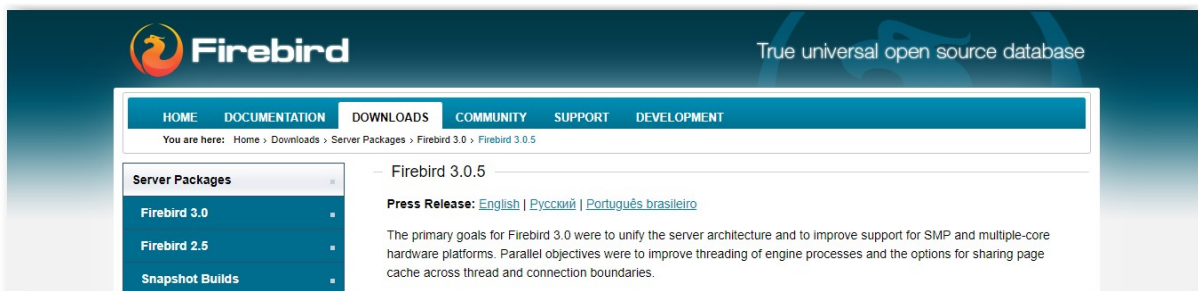 Firebird
True universal open source database
HOME DOCUMENTATION DOWNLOADS COMMUNITY SUPPORT DEVELOPMENT
You are here: Home › Downloads › Server Packages › Firebird 3.0 › Firebird 3.0.5
Server Packages
Firebird 3.0
Firebird 2.5
Snapshot Builds
Firebird 3.0.5
Press Release: English | Русский | Português brasileiro
The primary goals for Firebird 3.0 were to unify the server architecture and to improve support for SMP and multiple-core
hardware platforms. Parallel objectives were to improve threading of engine processes and the options for sharing page
cache across thread and connection boundaries.